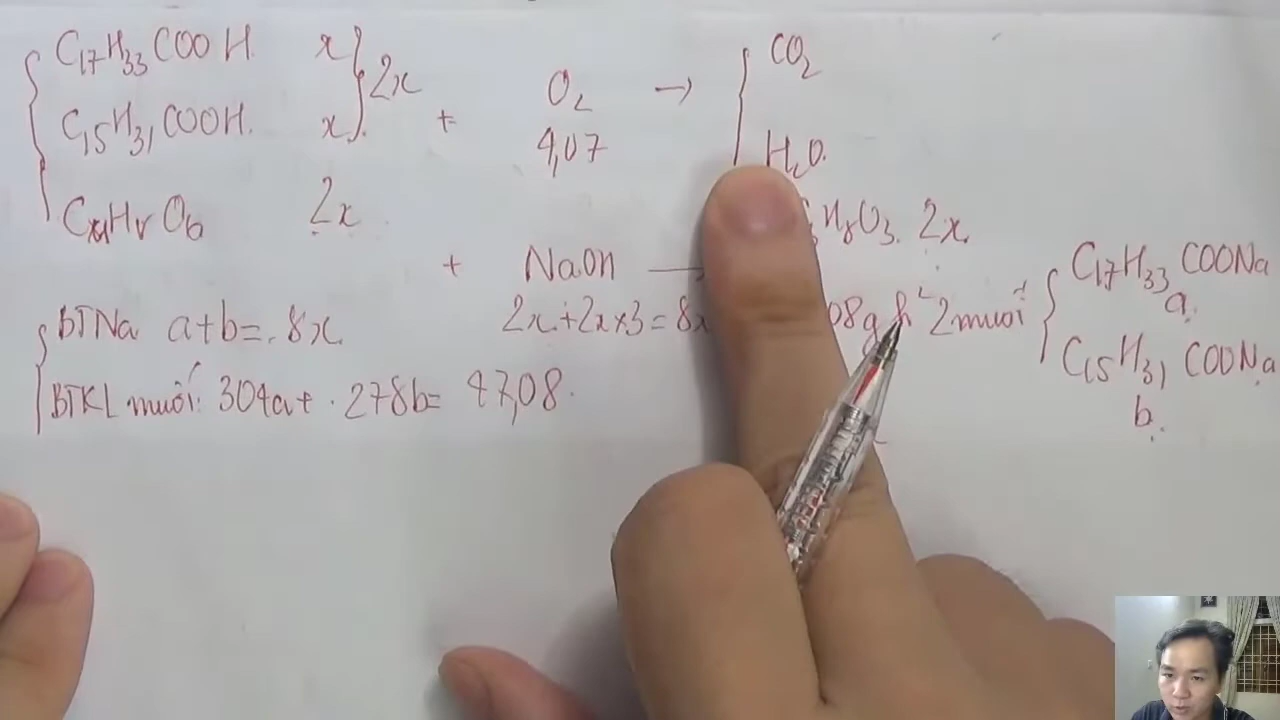 C17H33COOH x
2x
C15H31COOH x
CxHyO6 2x
+ O2 → CO2
4,07
H2O
H8O3 2x
+ NaOH →
2x+2x×3=8x
08g h² 2 muối
C17H33COONa
a
C15H31COONa
b
BTNa a+b = 8x
BTKL muối: 304a + 278b = 47,08